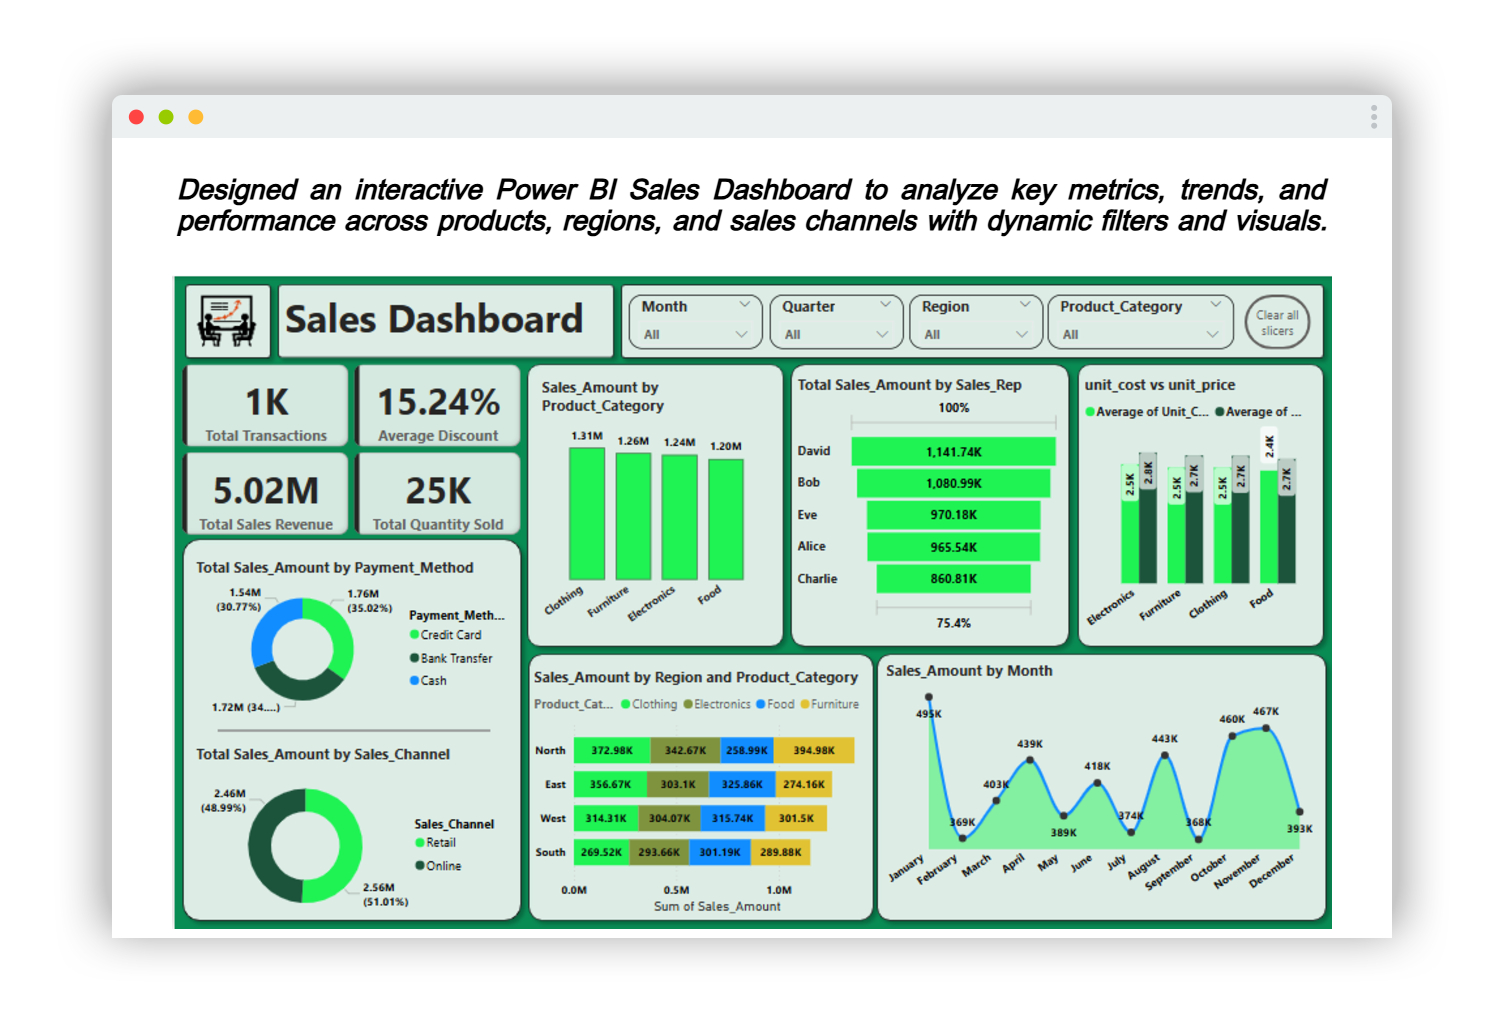 Designed an interactive Power BI Sales Dashboard to analyze key metrics, trends, and
performance across products, regions, and sales channels with dynamic filters and visuals.
Sales Dashboard
Month
All
Quarter
All
Region
All
Product_Category
All
Clear all
slicers
1K
Total Transactions
15.24%
Average Discount
5.02M
Total Sales Revenue
25K
Total Quantity Sold
Sales_Amount by
Product_Category
1.31M
1.26M
1.24M
1.20M
Clothing
Furniture
Electronics
Food
Total Sales_Amount by Sales_Rep
100%
David
1,141.74K
Bob
1,080.99K
Eve
970.18K
Alice
965.54K
Charlie
860.81K
75.4%
unit_cost vs unit_price
Average of Unit_C...
Average of ...
2.5K
2.8K
2.5K
2.7K
2.5K
2.7K
2.4K
2.7K
Electronics
Furniture
Clothing
Food
Total Sales_Amount by Payment_Method
1.54M
(30.77%)
1.76M
(35.02%)
1.72M (34....)
Payment_Meth...
Credit Card
Bank Transfer
Cash
Total Sales_Amount by Sales_Channel
2.46M
(48.99%)
2.56M
(51.01%)
Sales_Channel
Retail
Online
Sales_Amount by Region and Product_Category
Product_Cat...
Clothing
Electronics
Food
Furniture
North
372.98K
342.67K
258.99K
394.98K
East
356.67K
303.1K
325.86K
274.16K
West
314.31K
304.07K
315.74K
301.5K
South
269.52K
293.66K
301.19K
289.88K
0.0M
0.5M
1.0M
Sum of Sales_Amount
Sales_Amount by Month
495K
369K
403K
439K
389K
418K
374K
443K
368K
460K
467K
393K
January
February
March
April
May
June
July
August
September
October
November
December